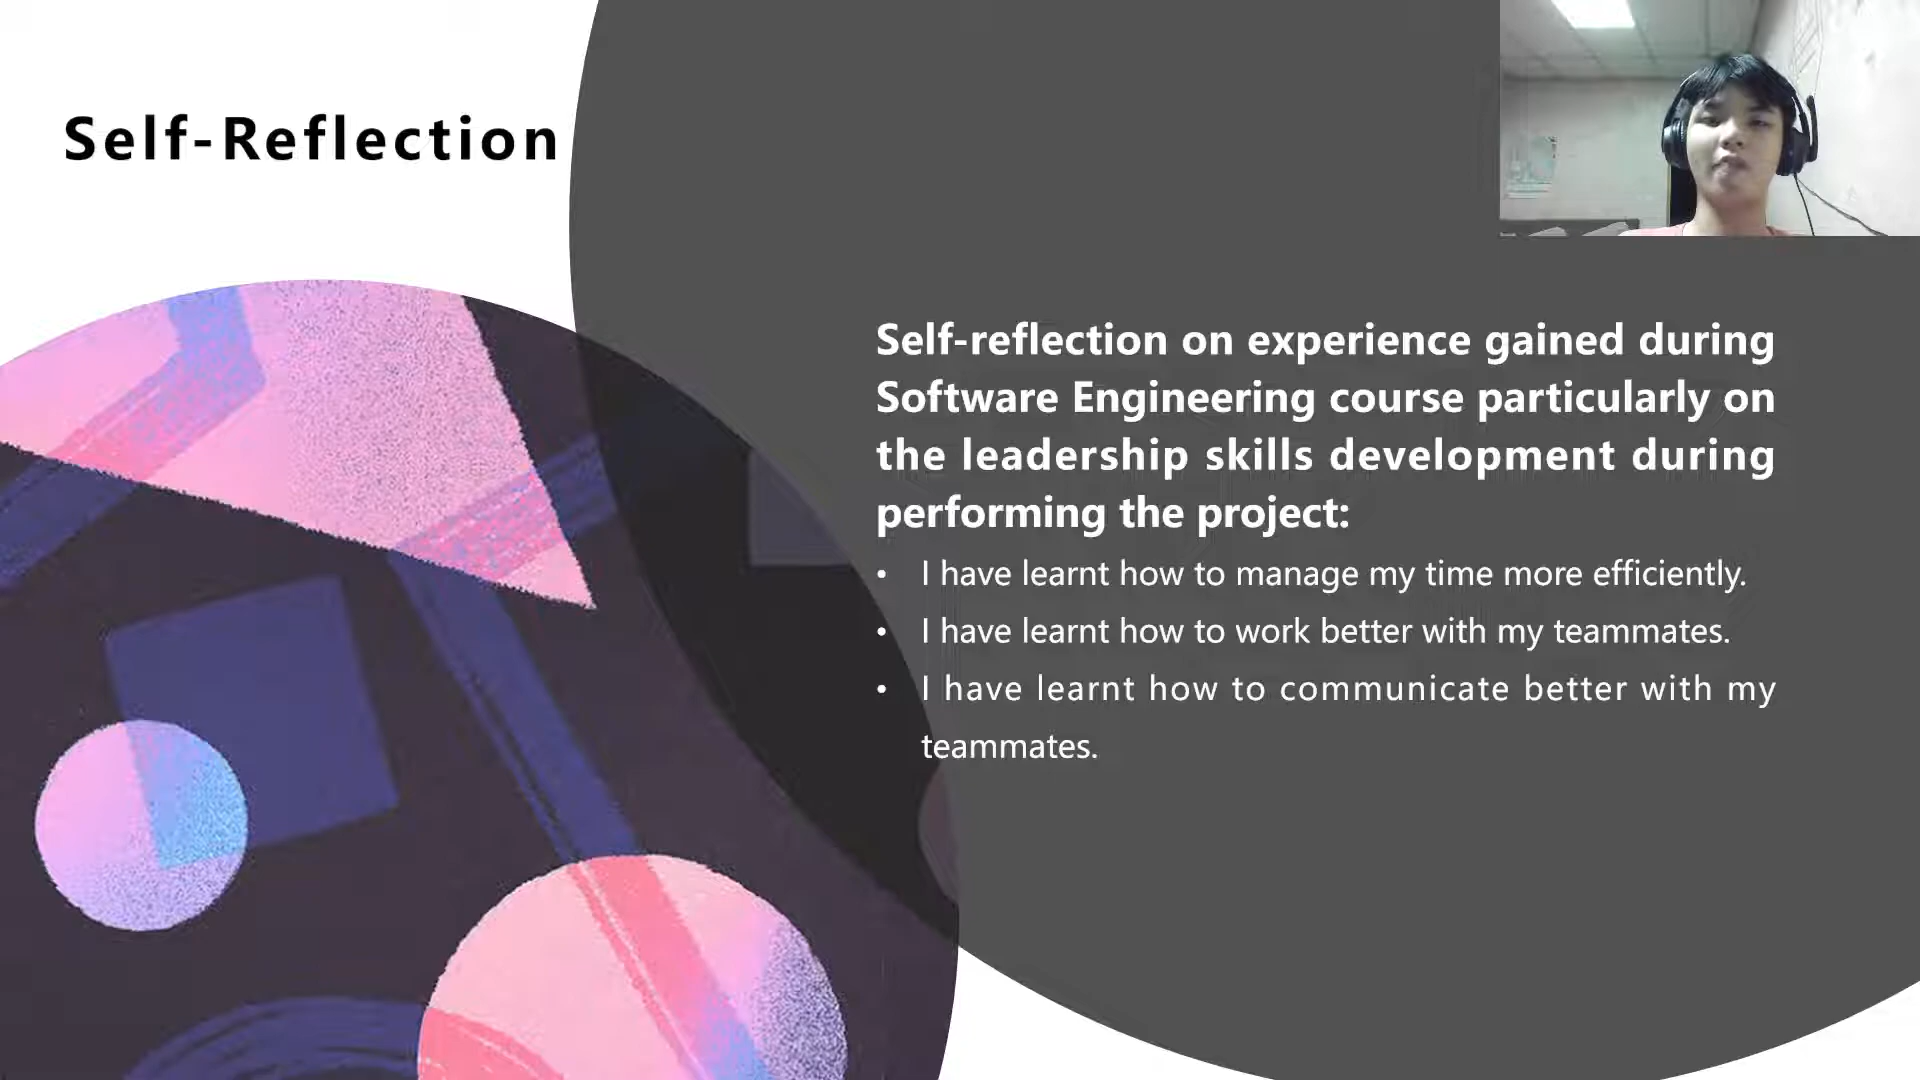 Self-Reflection
Self-reflection on experience gained during
Software Engineering course particularly on
the leadership skills development during
performing the project:
• I have learnt how to manage my time more efficiently.
• I have learnt how to work better with my teammates.
• I have learnt how to communicate better with my
teammates.